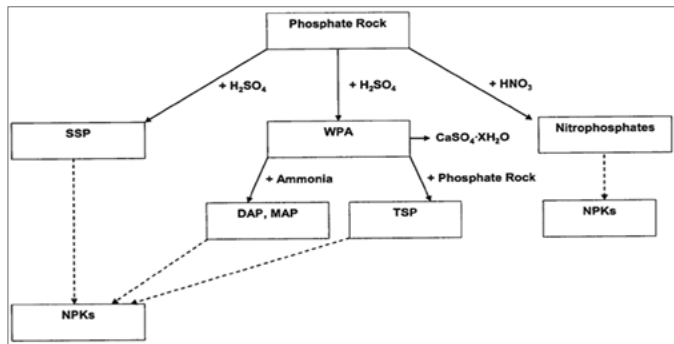 Phosphate Rock
+ H₂SO₄
+ H₂SO₄
+ HNO₃
SSP
WPA
CaSO₄·XH₂O
Nitrophosphates
+ Ammonia
+ Phosphate Rock
DAP, MAP
TSP
NPKs
NPKs